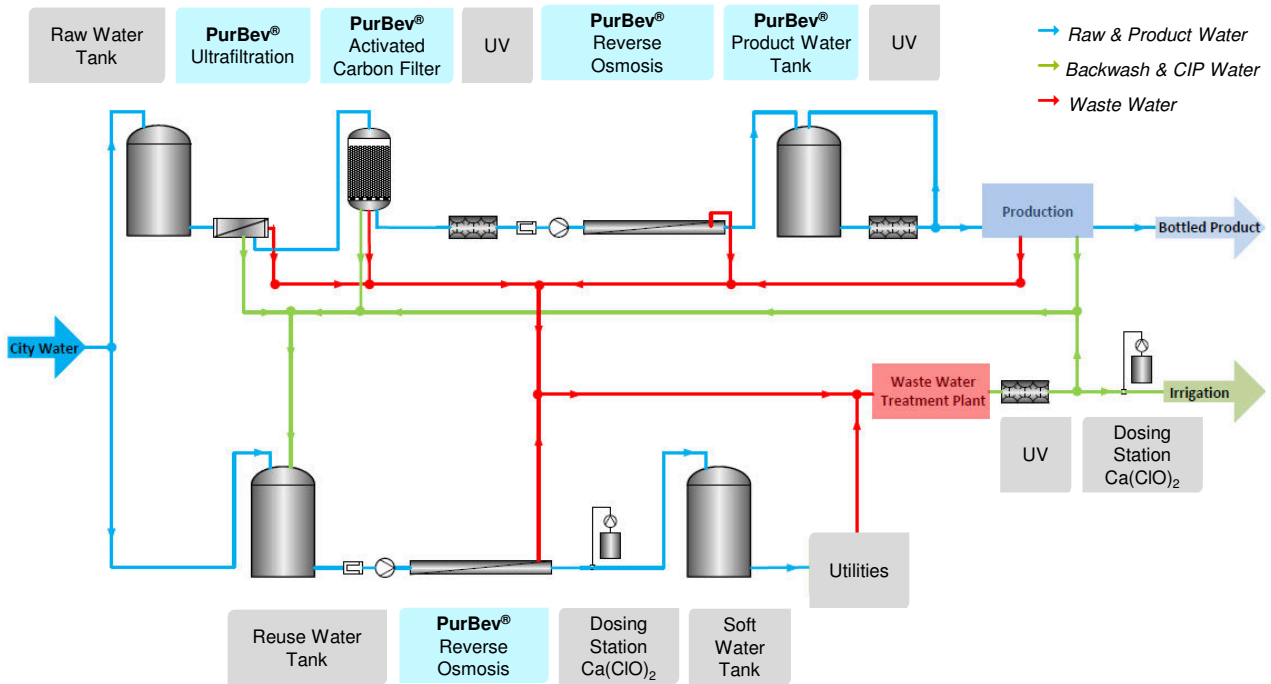 Raw Water
Tank
PurBev®
Ultrafiltration
PurBev®
Activated
Carbon Filter
UV
PurBev®
Reverse
Osmosis
PurBev®
Product Water
Tank
UV
Raw & Product Water
Backwash & CIP Water
Waste Water
Production
Bottled Product
City Water
Waste Water
Treatment Plant
Irrigation
UV
Dosing
Station
Ca(ClO)₂
Utilities
Reuse Water
Tank
PurBev®
Reverse
Osmosis
Dosing
Station
Ca(ClO)₂
Soft
Water
Tank